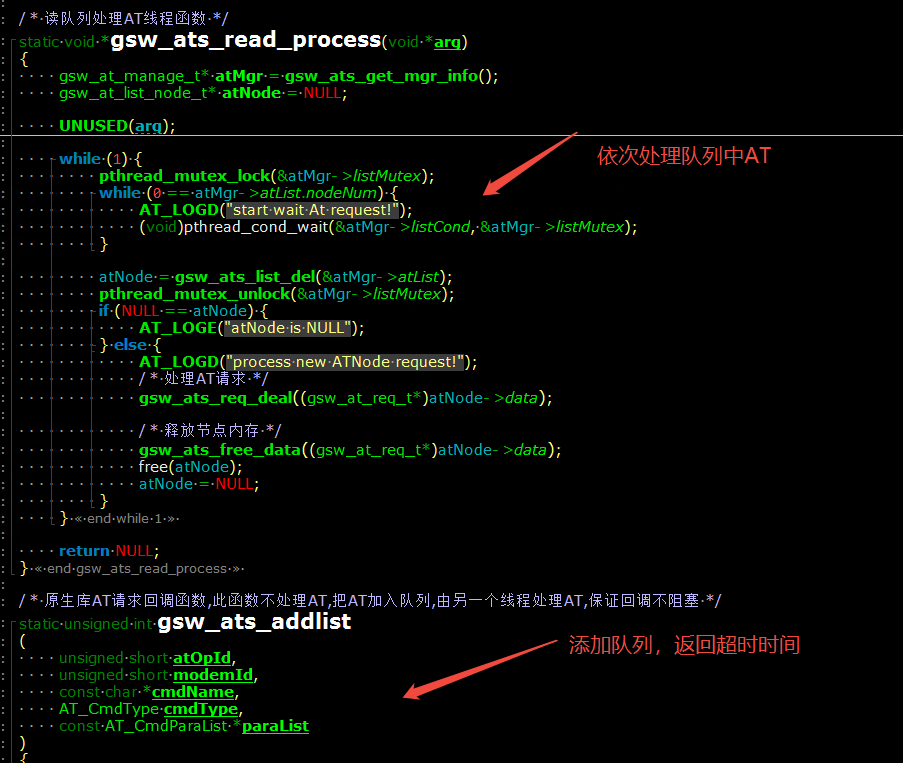 /* 读队列处理AT线程函数 */
static void *gsw_ats_read_process(void *arg)
{
gsw_at_manage_t* atMgr = gsw_ats_get_mgr_info();
gsw_at_list_node_t* atNode = NULL;
UNUSED(arg);
while (1) {
依次处理队列中AT
pthread_mutex_lock(&atMgr->listMutex);
while (0 == atMgr->atList.nodeNum) {
AT_LOGD("start wait At request!");
(void)pthread_cond_wait(&atMgr->listCond, &atMgr->listMutex);
}
atNode = gsw_ats_list_del(&atMgr->atList);
pthread_mutex_unlock(&atMgr->listMutex);
if (NULL == atNode) {
AT_LOGE("atNode is NULL");
} else {
AT_LOGD("process new ATNode request!");
/* 处理AT请求 */
gsw_ats_req_deal((gsw_at_req_t*)atNode->data);
/* 释放节点内存 */
gsw_ats_free_data((gsw_at_req_t*)atNode->data);
free(atNode);
atNode = NULL;
}
} « end while 1 »
return NULL;
} « end gsw_ats_read_process »
/* 原生库AT请求回调函数,此函数不处理AT,把AT加入队列,由另一个线程处理AT,保证回调不阻塞 */
static unsigned int gsw_ats_addlist
(
添加队列，返回超时时间
unsigned short atOpId,
unsigned short modemId,
const char *cmdName,
AT_CmdType cmdType,
const AT_CmdParaList *paraList
)
{